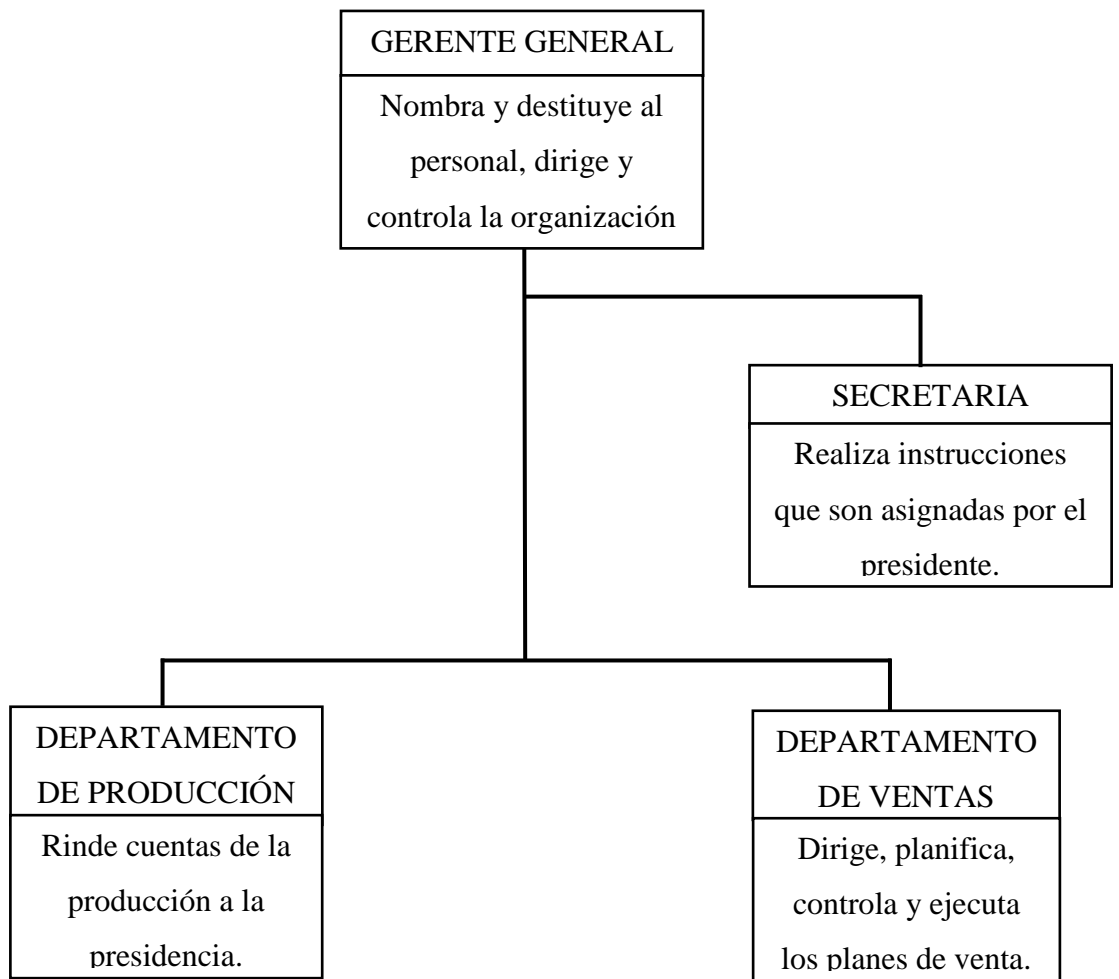 GERENTE GENERAL
Nombra y destituye al
personal, dirige y
controla la organización
SECRETARIA
Realiza instrucciones
que son asignadas por el
presidente.
DEPARTAMENTO
DE PRODUCCIÓN
Rinde cuentas de la
producción a la
presidencia.
DEPARTAMENTO
DE VENTAS
Dirige, planifica,
controla y ejecuta
los planes de venta.